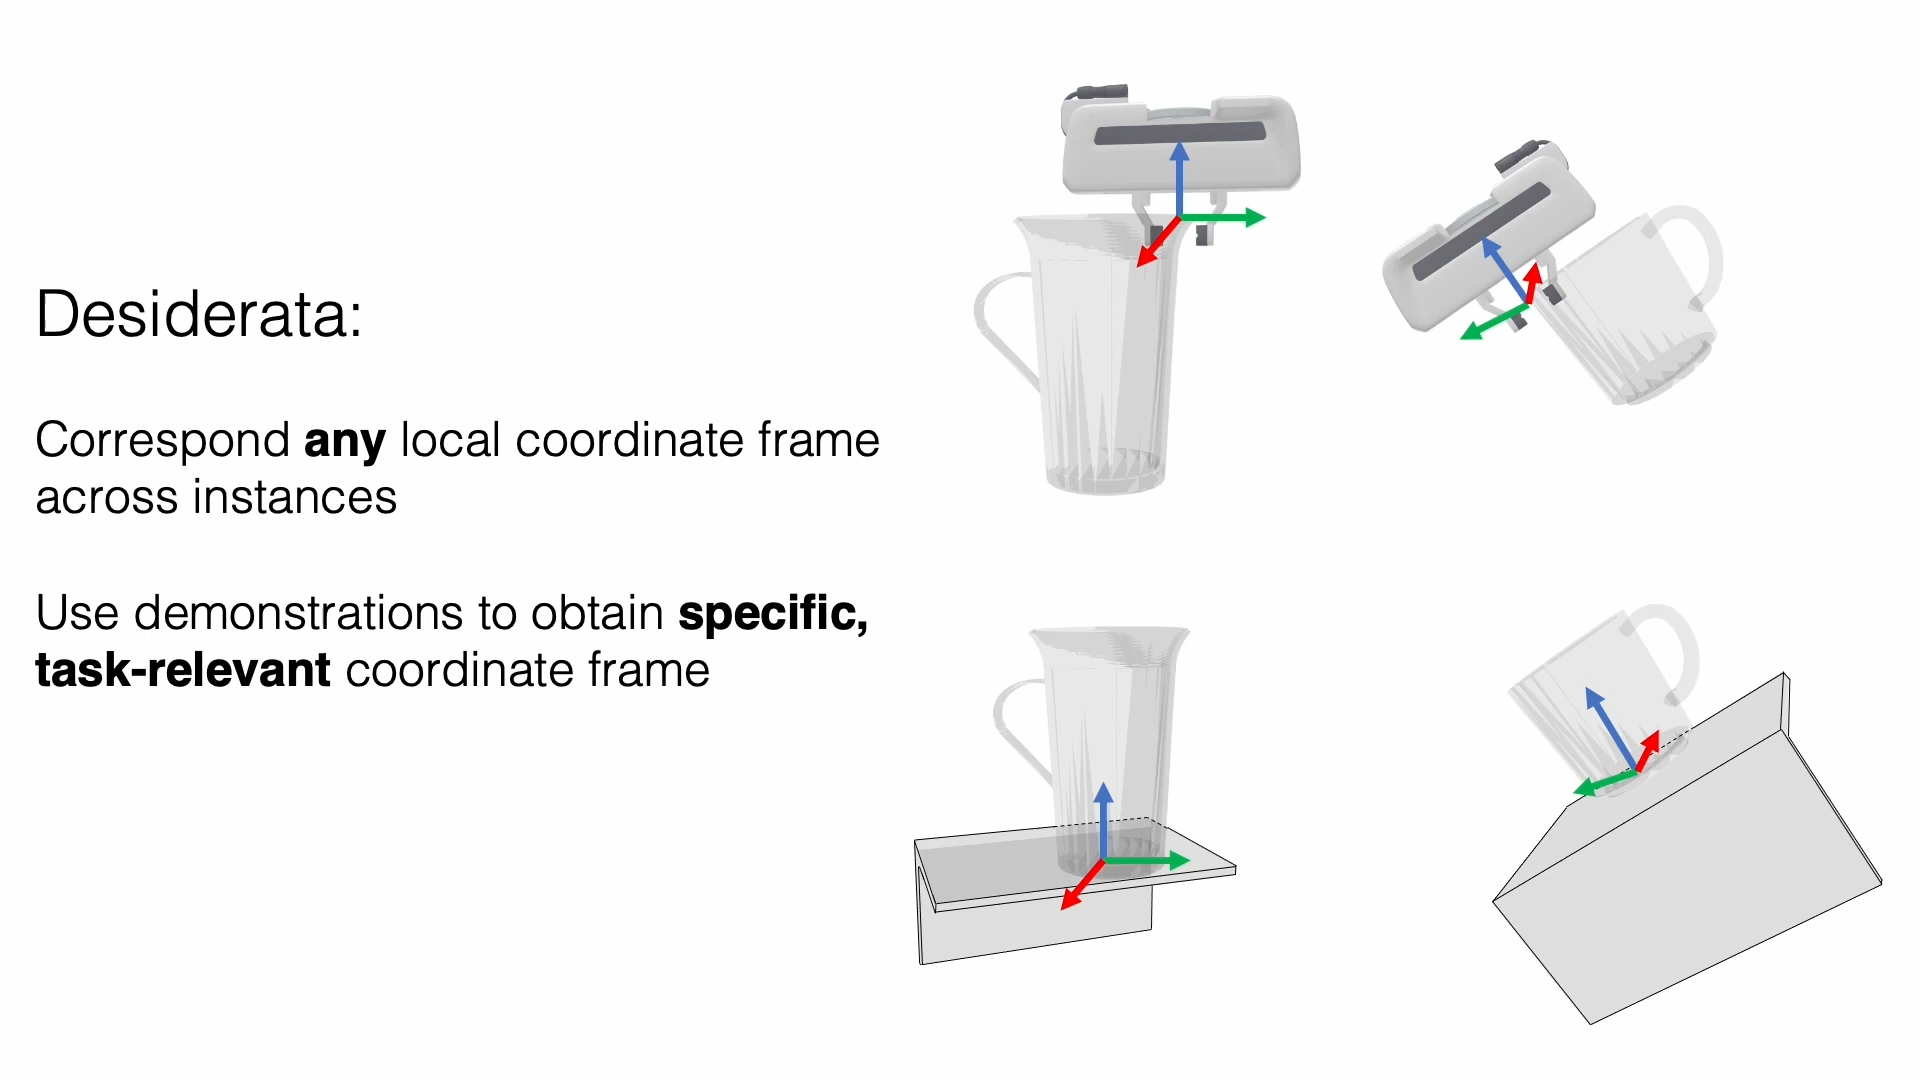 Desiderata:
Correspond any local coordinate frame
across instances
Use demonstrations to obtain specific,
task-relevant coordinate frame